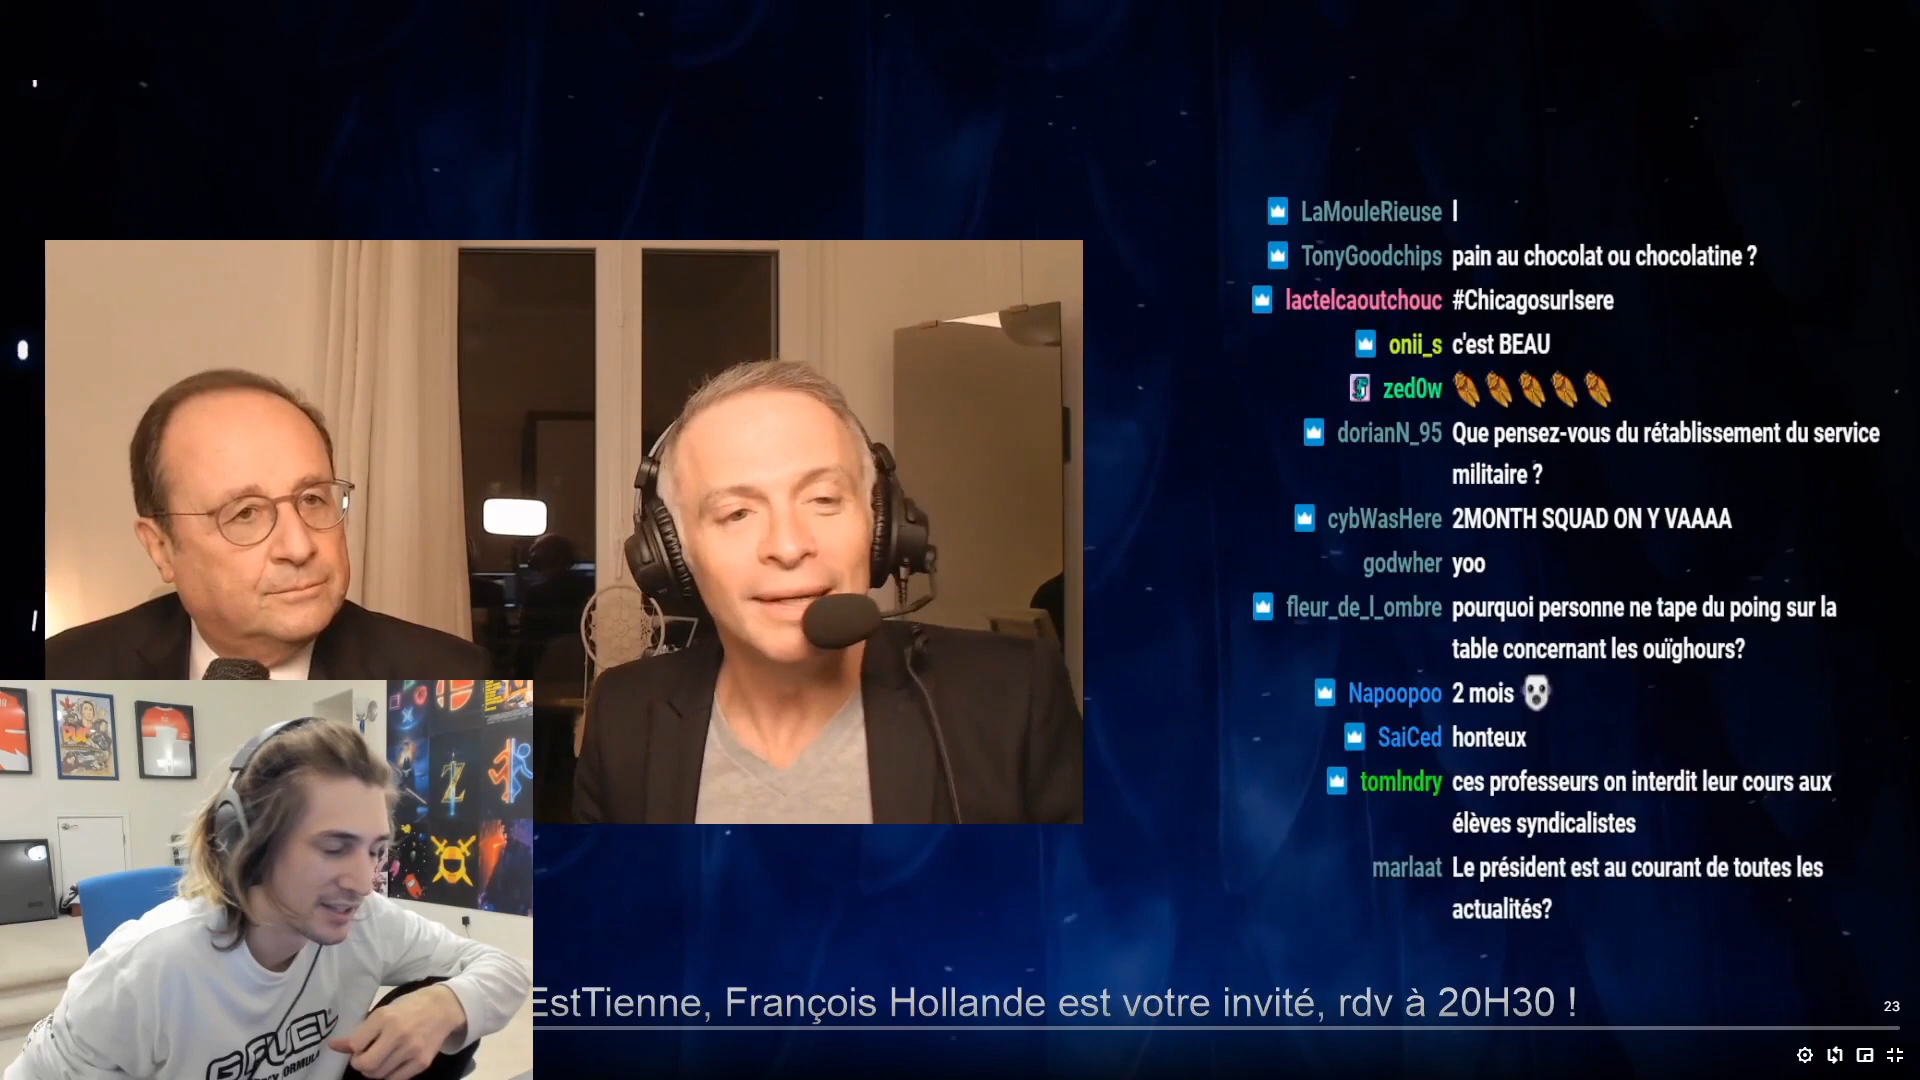 LaMouleRieuse l
TonyGoodchips pain au chocolat ou chocolatine ?
lactelcaoutchouc #ChicagosurIsere
onii_s c'est BEAU
zed0w
dorianN_95 Que pensez-vous du rétablissement du service
militaire ?
cybWasHere 2MONTH SQUAD ON Y VAAAA
godwher yoo
fleur_de_l_ombre pourquoi personne ne tape du poing sur la
table concernant les ouïghours?
Napoopoo 2 mois
SaiCed honteux
tomlndry ces professeurs on interdit leur cours aux
élèves syndicalistes
marlaat Le président est au courant de toutes les
actualités?
EstTienne, François Hollande est votre invité, rdv à 20H30 !
23
G FUEL
Z